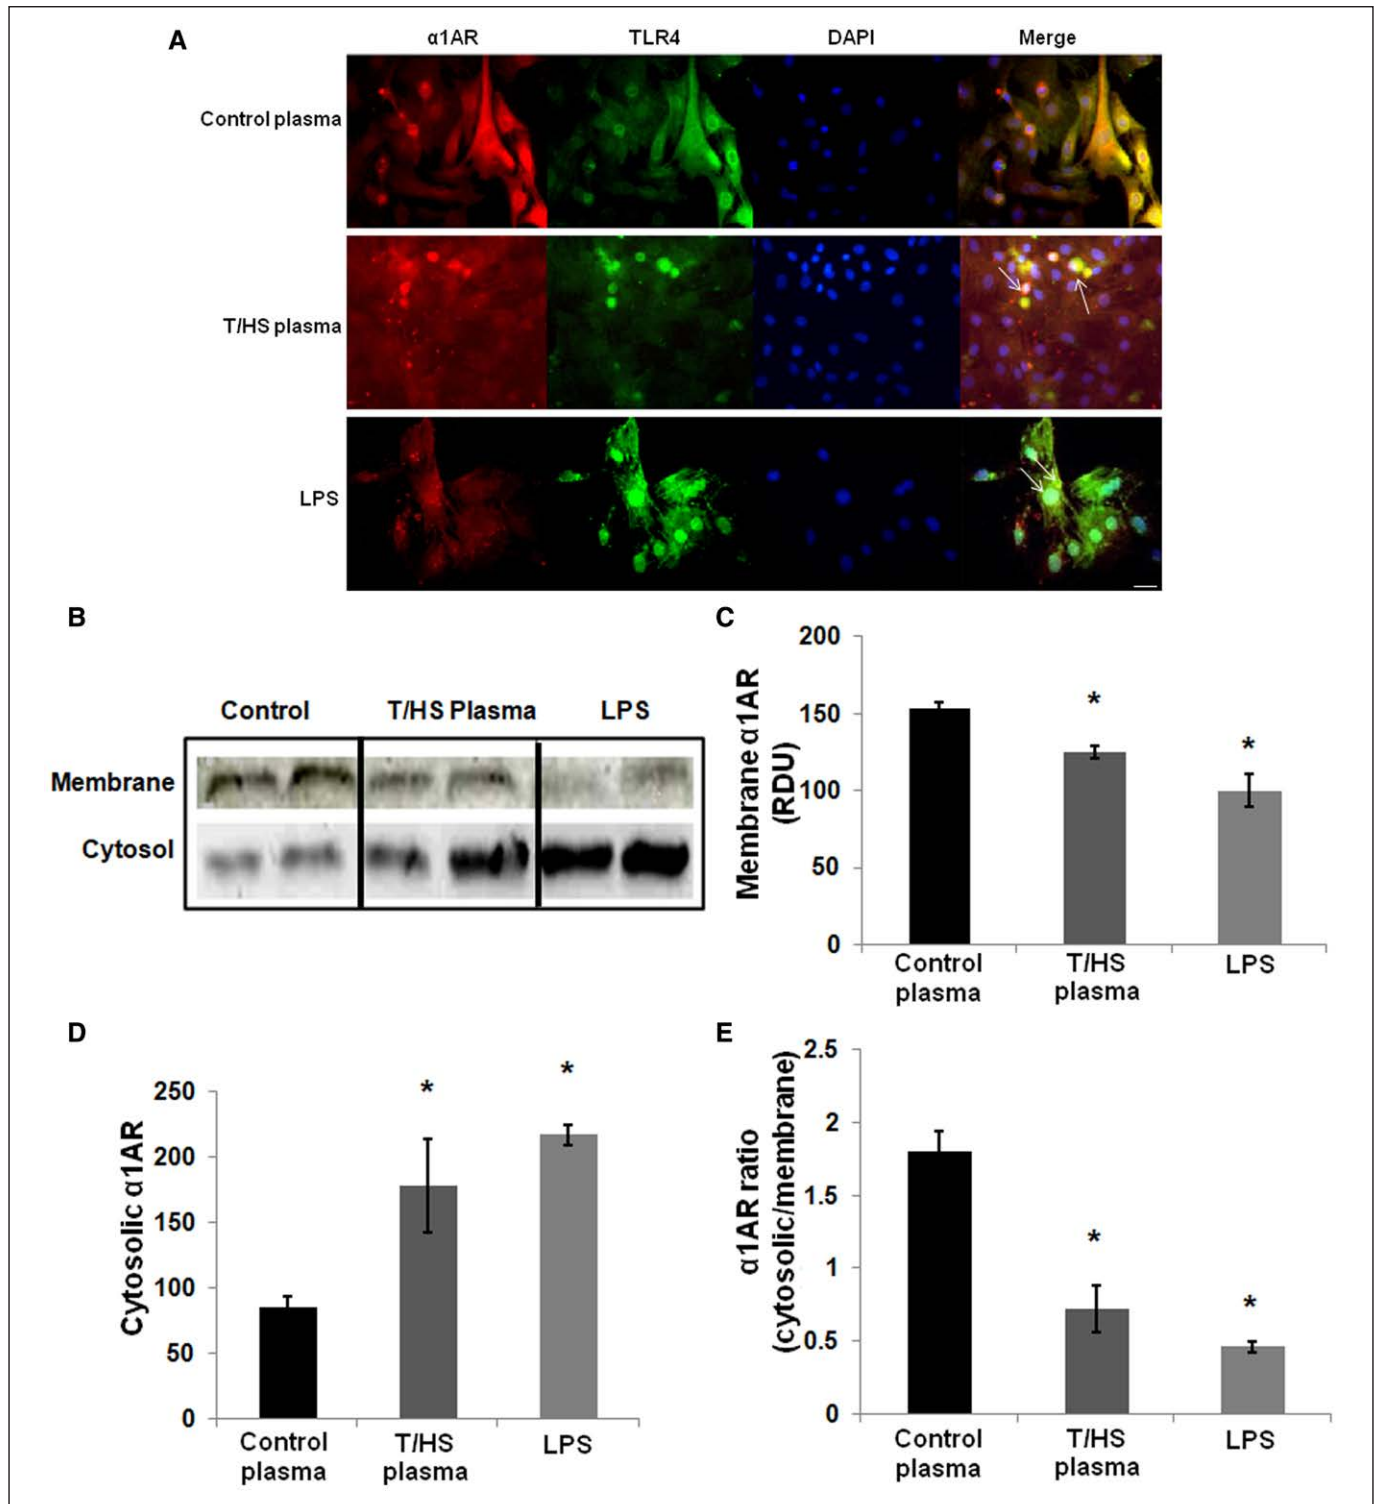 A
α1AR TLR4 DAPI Merge
Control plasma
T/HS plasma
LPS
B
Control T/HS Plasma LPS
Membrane
Cytosol
C
Membrane α1AR
(RDU)
200
150
100
50
0
Control
plasma
T/HS
plasma
LPS
*
*
D
Cytosolic α1AR
250
200
150
100
50
0
Control
plasma
T/HS
plasma
LPS
*
*
E
α1AR ratio
(cytosolic/membrane)
2.5
2
1.5
1
0.5
0
Control
plasma
T/HS
plasma
LPS
*
*